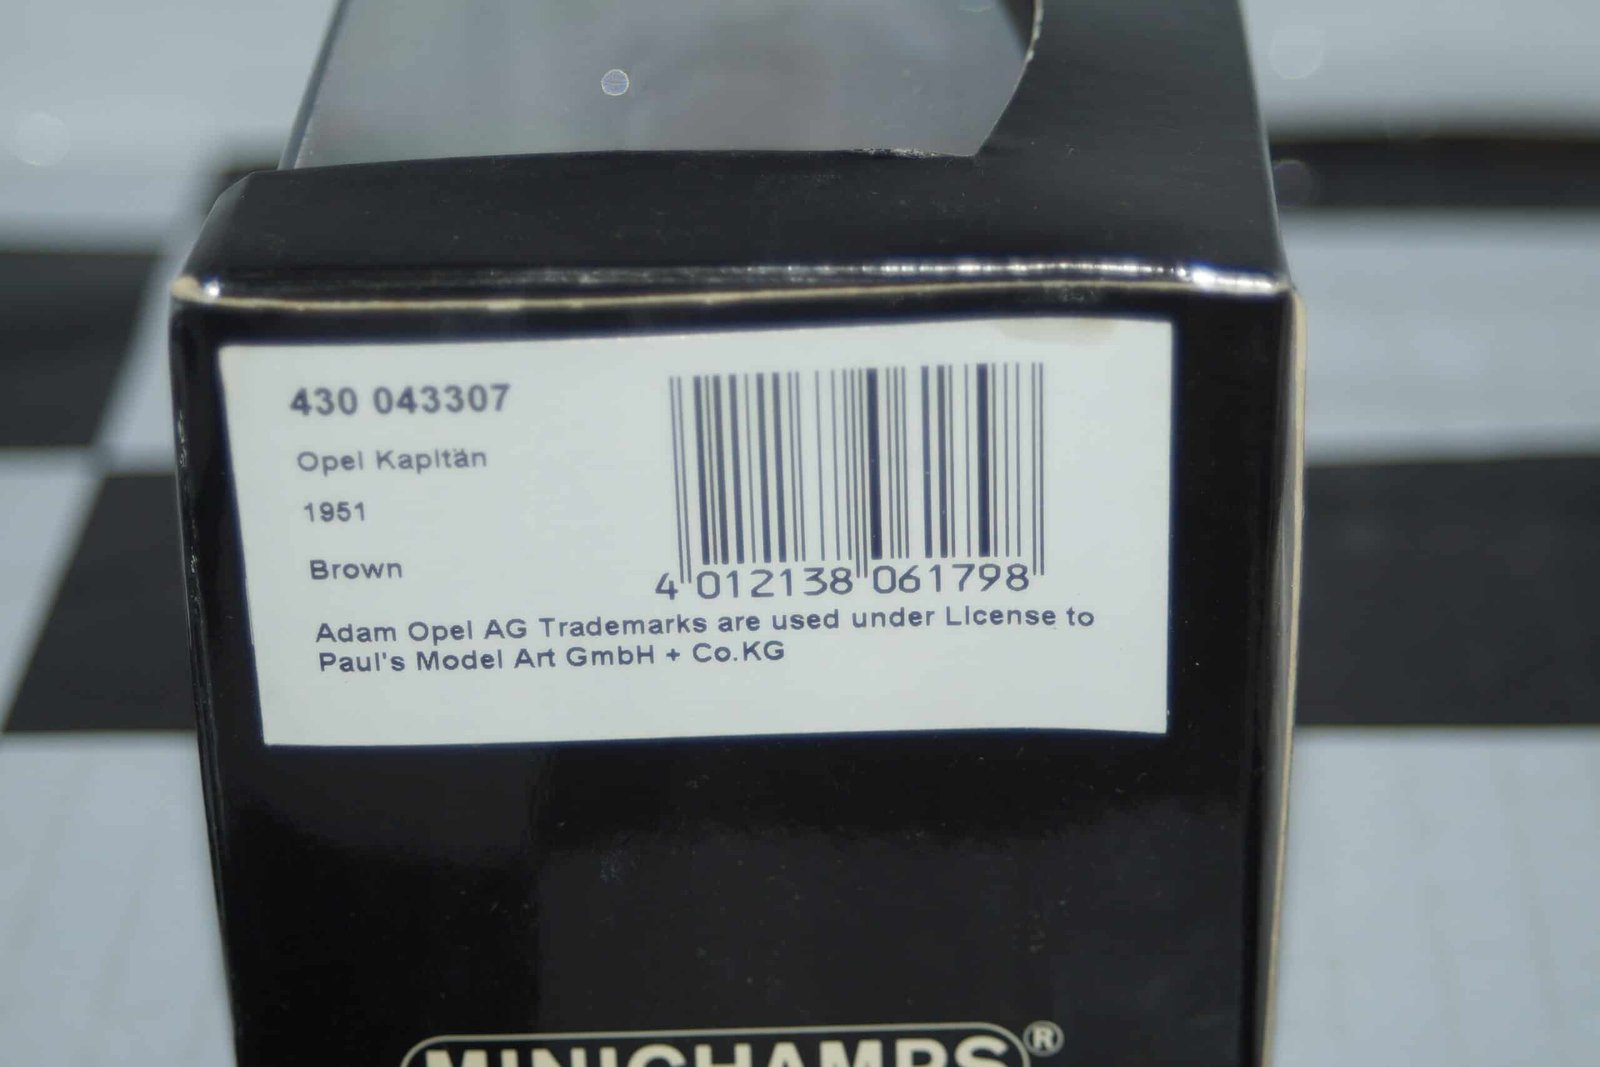 430 043307
Opel Kapitän
1951
Brown
4 012138 061798
Adam Opel AG Trademarks are used under License to
Paul's Model Art GmbH + Co.KG
MINICHAMPS®